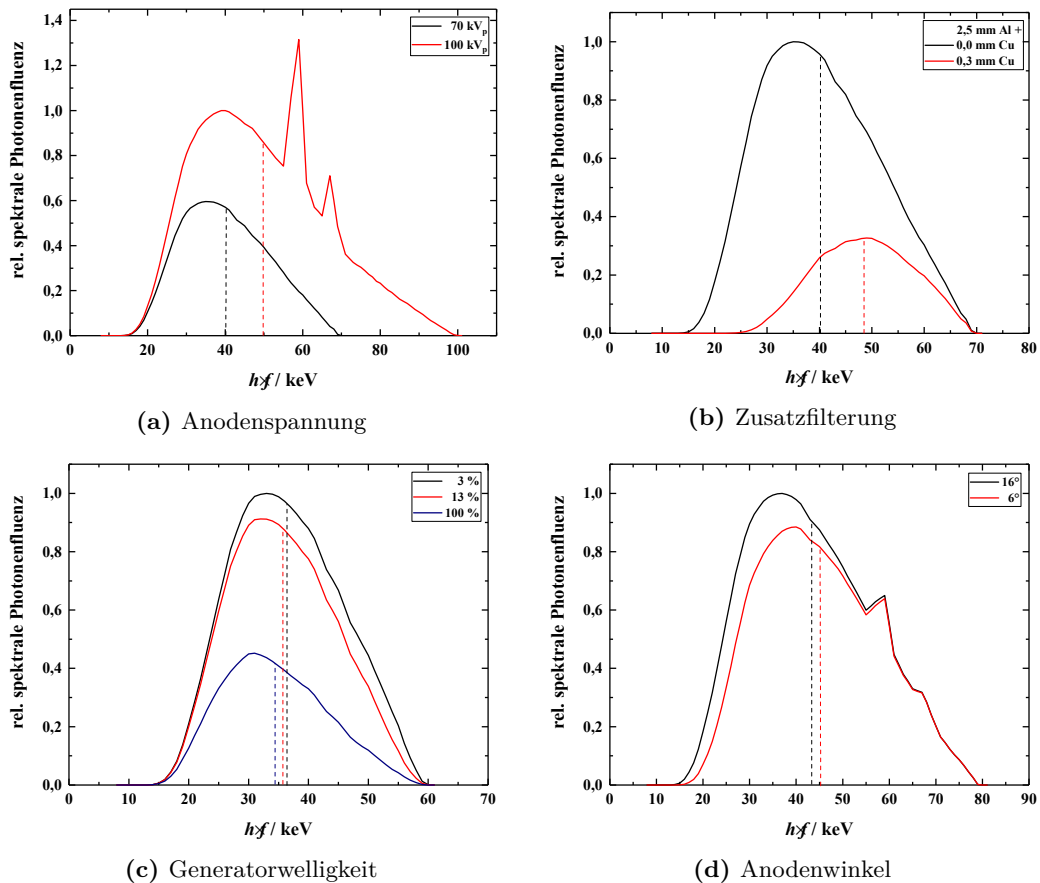 1,4
1,2
1,0
0,8
0,6
0,4
0,2
0,0
rel. spektrale Photonenfluenz
70 kVp
100 kVp
0 20 40 60 80 100
h×f / keV
(a) Anodenspannung
1,0
0,8
0,6
0,4
0,2
0,0
rel. spektrale Photonenfluenz
2,5 mm Al +
0,0 mm Cu
0,3 mm Cu
0 10 20 30 40 50 60 70 80
h×f / keV
(b) Zusatzfilterung
1,0
0,8
0,6
0,4
0,2
0,0
rel. spektrale Photonenfluenz
3 %
13 %
100 %
0 10 20 30 40 50 60 70
h×f / keV
(c) Generatorwelligkeit
1,0
0,8
0,6
0,4
0,2
0,0
rel. spektrale Photonenfluenz
16°
6°
0 10 20 30 40 50 60 70 80 90
h×f / keV
(d) Anodenwinkel